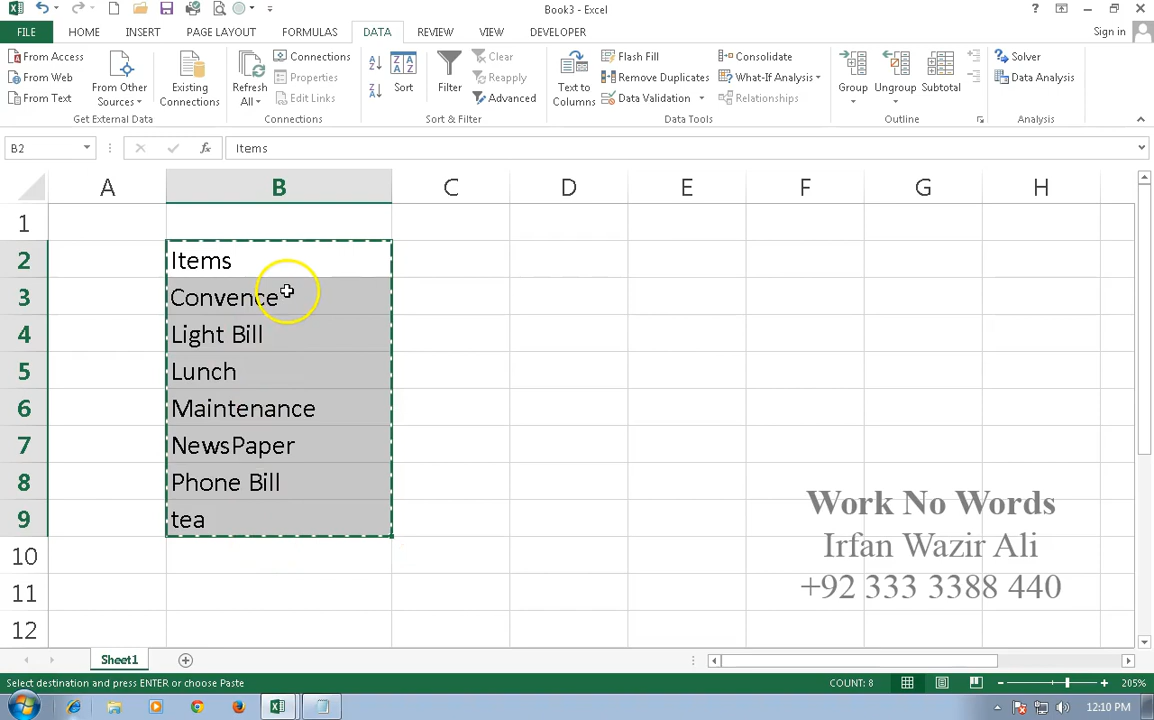 Book3 - Excel
?
FILE HOME INSERT PAGE LAYOUT FORMULAS DATA REVIEW VIEW DEVELOPER Sign in
From Access
From Web
From Text
From Other Sources
Existing Connections
Get External Data
Refresh All
Connections
Properties
Edit Links
Connections
Sort
Filter
Clear
Reapply
Advanced
Sort & Filter
Text to Columns
Flash Fill
Remove Duplicates
Data Validation
Consolidate
What-If Analysis
Relationships
Data Tools
Group
Ungroup
Subtotal
Outline
Solver
Data Analysis
Analysis
B2 fx Items
A B C D E F G H
1
2 Items
3 Convence
4 Light Bill
5 Lunch
6 Maintenance
7 NewsPaper
8 Phone Bill
9 tea
10
11
12
Work No Words
Irfan Wazir Ali
+92 333 3388 440
Sheet1
Select destination and press ENTER or choose Paste COUNT: 8 205%
12:10 PM